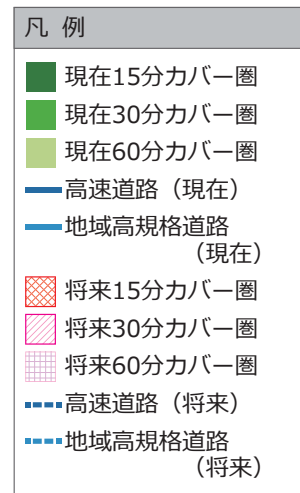 凡 例
現在15分カバー圏
現在30分カバー圏
現在60分カバー圏
高速道路（現在）
地域高規格道路
（現在）
将来15分カバー圏
将来30分カバー圏
将来60分カバー圏
高速道路（将来）
地域高規格道路
（将来）